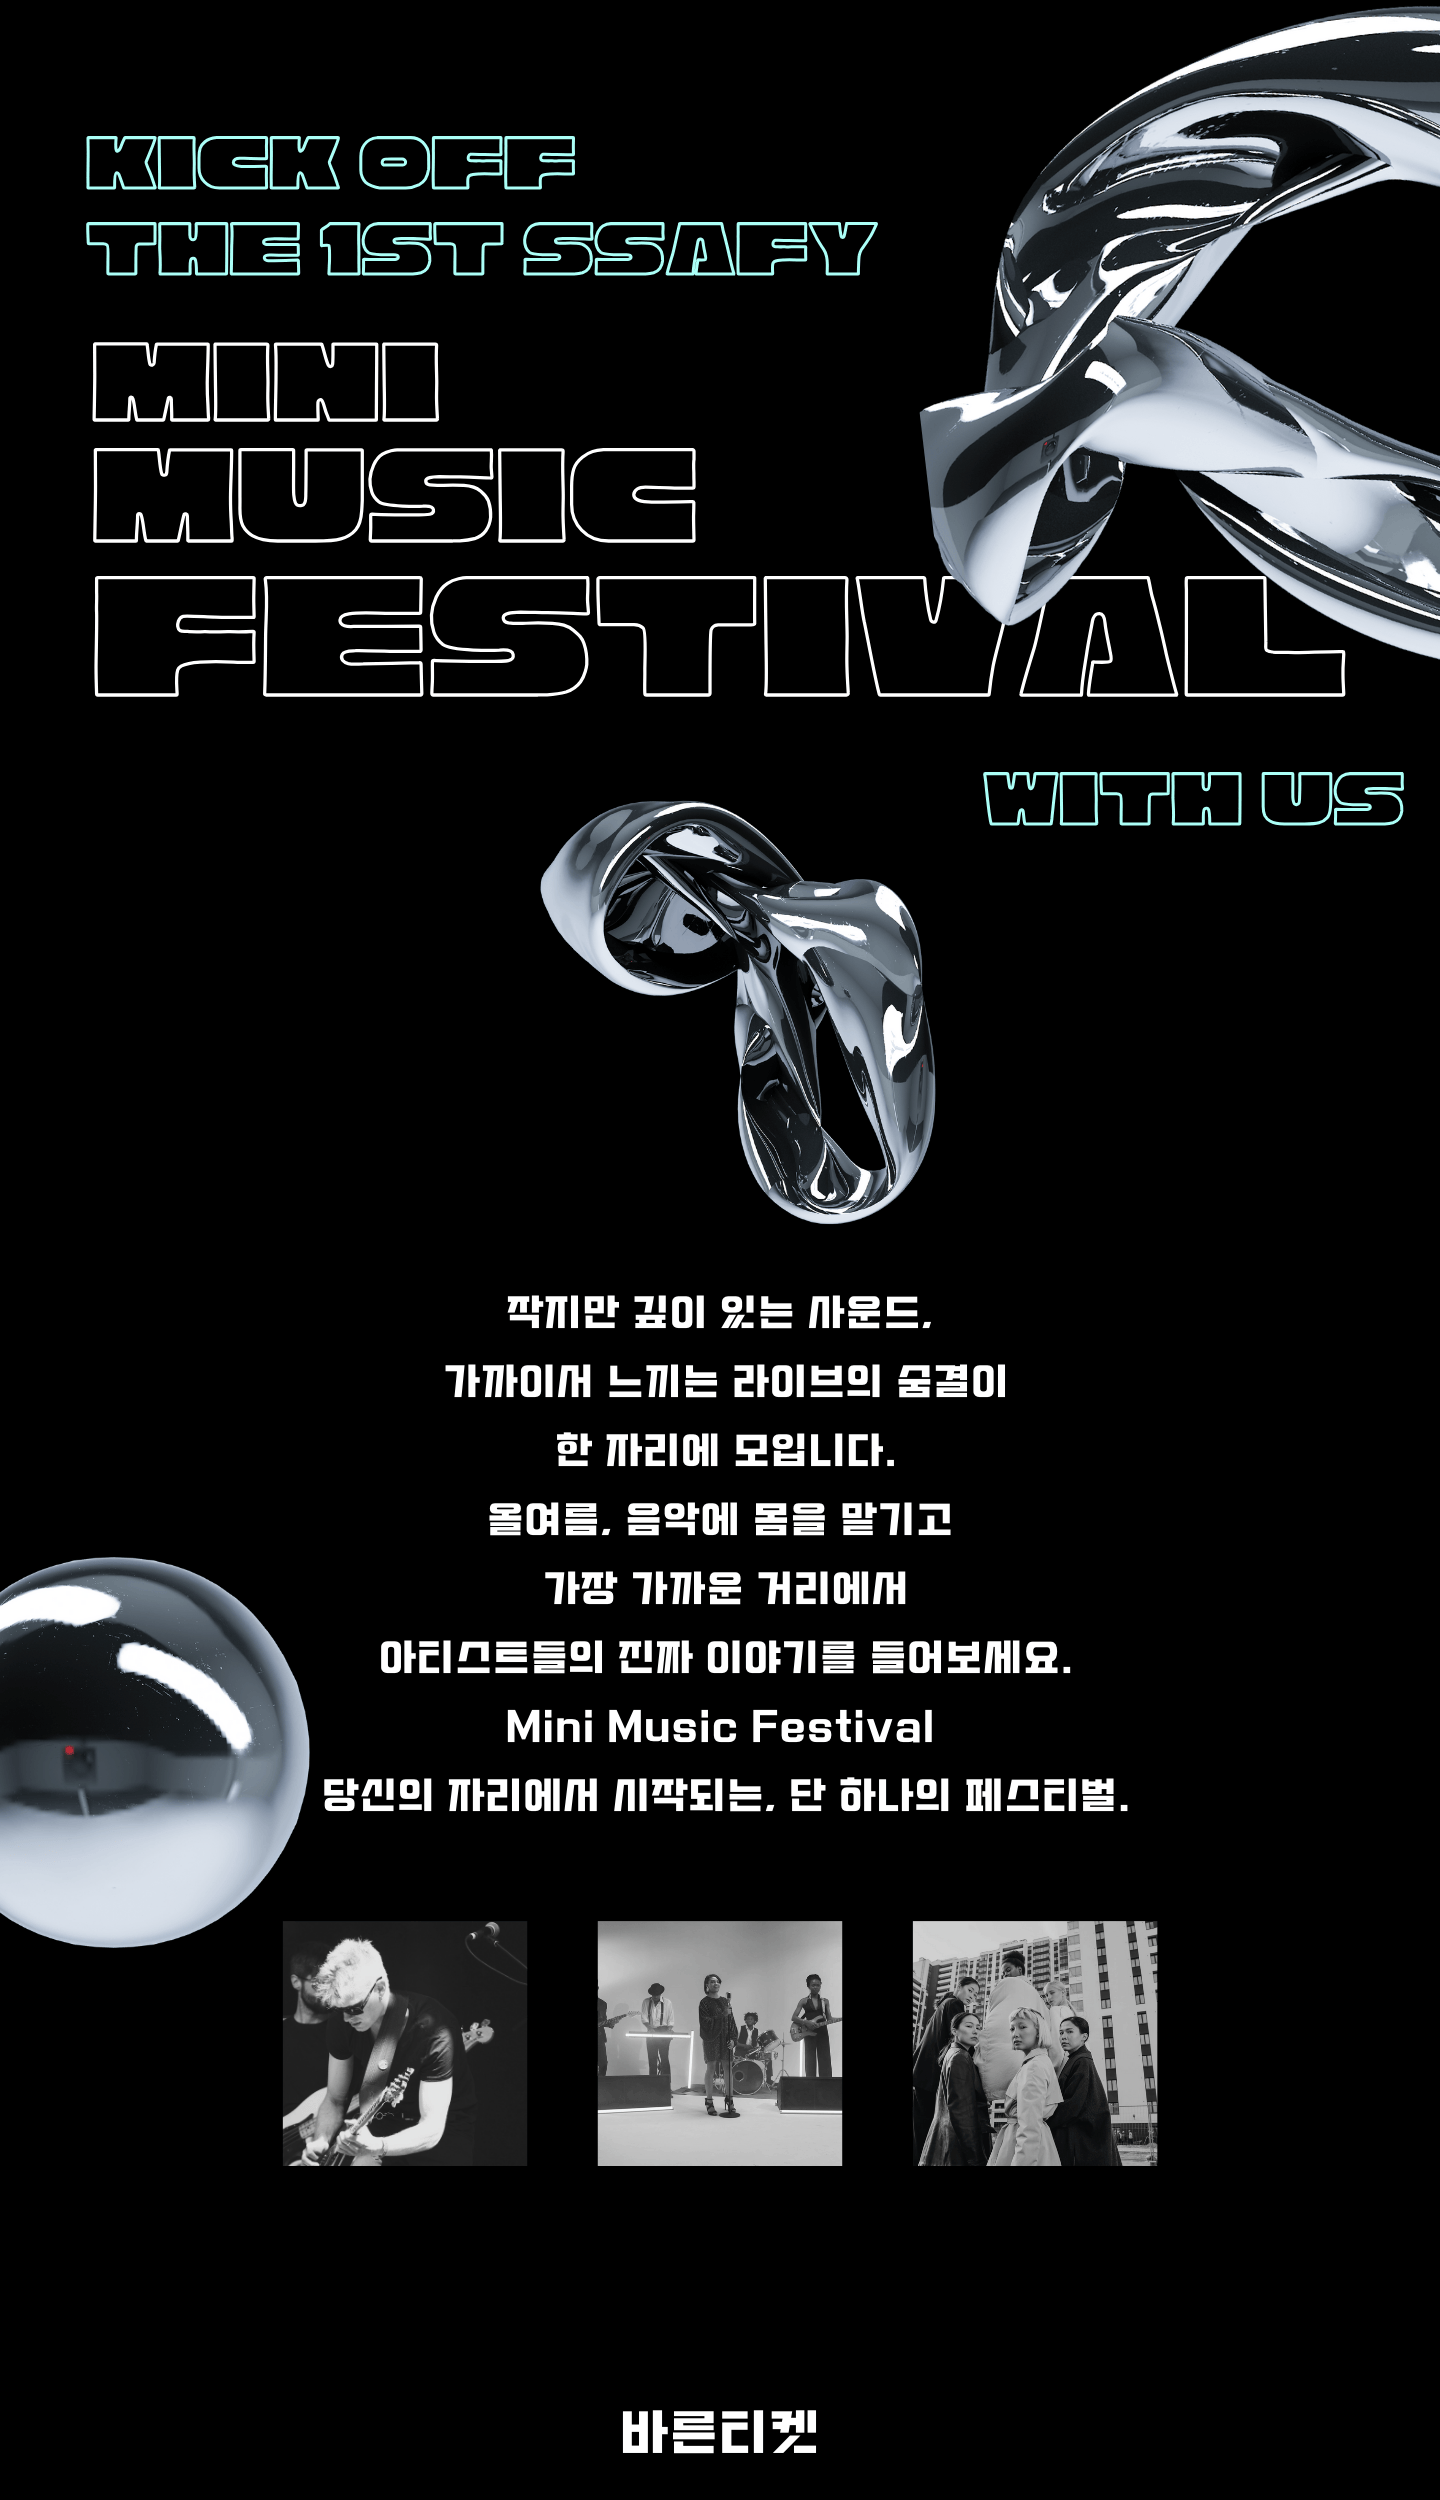 KICK OFF
THE 1ST SSAFY
MINI
MUSIC
FESTIVAL
WITH US
작지만 깊이 있는 사운드,
가까이서 느끼는 라이브의 숨결이
한 자리에 모입니다.
올여름, 음악에 몸을 맡기고
가장 가까운 거리에서
아티스트들의 진짜 이야기를 들어보세요.
Mini Music Festival
당신의 자리에서 시작되는, 단 하나의 페스티벌.
바른티켓